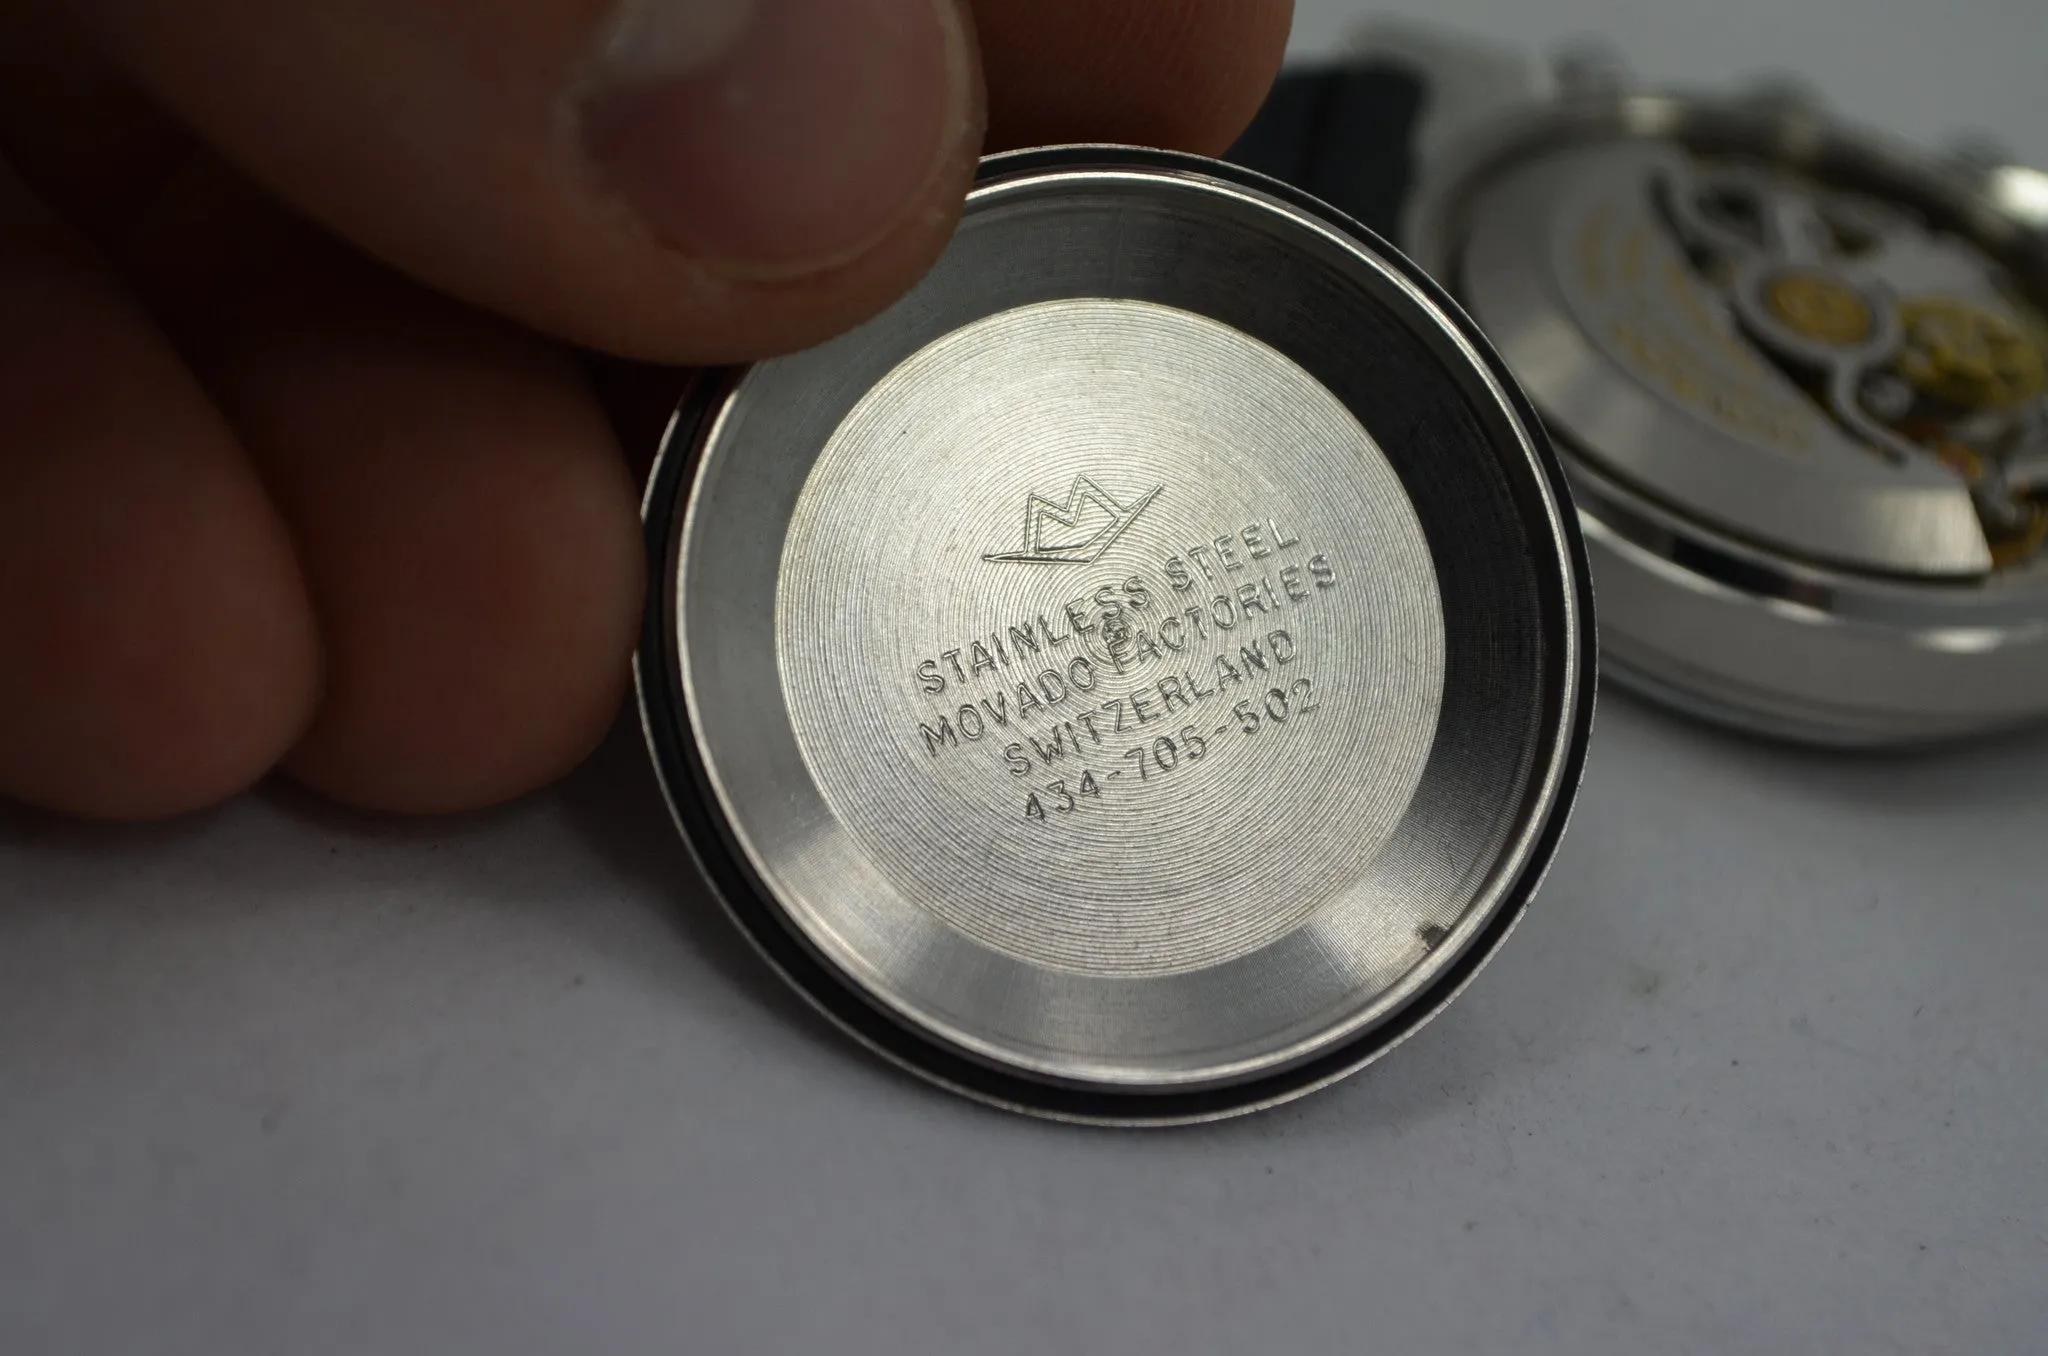 STAINLESS STEEL
MOVADO FACTORIES
SWITZERLAND
434-705-502